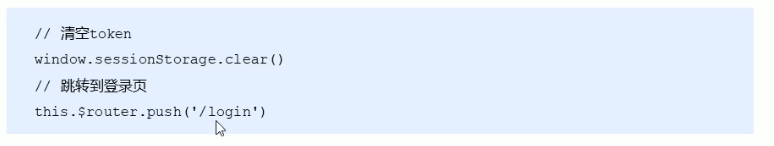 // 清空token
window.sessionStorage.clear()
// 跳转到登录页
this.$router.push('/login')